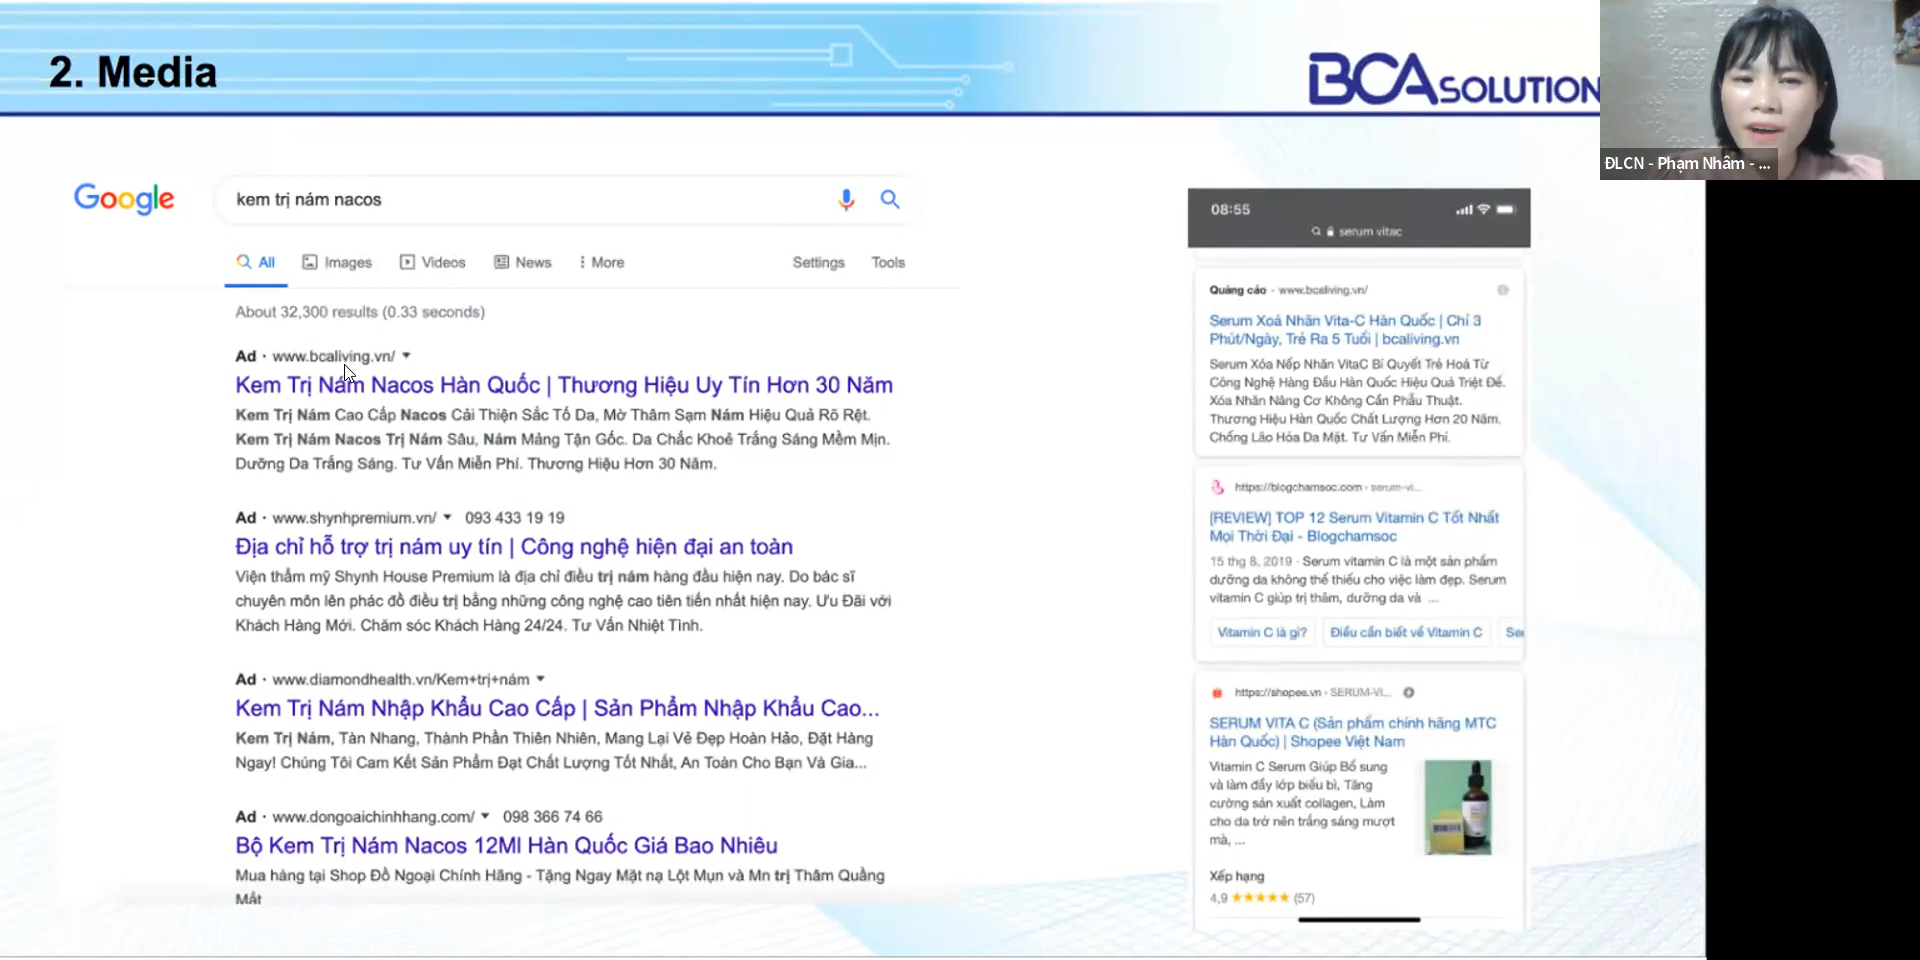 2. Media
BCA SOLUTION
ĐLCN - Phạm Nhâm - ...
Google
kem trị nám nacos
All
Images
Videos
News
More
Settings
Tools
About 32,300 results (0.33 seconds)
Ad · www.bcaliving.vn/
Kem Trị Nám Nacos Hàn Quốc | Thương Hiệu Uy Tín Hơn 30 Năm
Kem Trị Nám Cao Cấp Nacos Cải Thiện Sắc Tố Da, Mờ Thâm Sạm Nám Hiệu Quả Rõ Rệt.
Kem Trị Nám Nacos Trị Nám Sâu, Nám Mảng Tận Gốc. Da Chắc Khoẻ Trắng Sáng Mềm Mịn.
Dưỡng Da Trắng Sáng. Tư Vấn Miễn Phí. Thương Hiệu Hơn 30 Năm.
Ad · www.shynhpremium.vn/ 093 433 19 19
Địa chỉ hỗ trợ trị nám uy tín | Công nghệ hiện đại an toàn
Viện thẩm mỹ Shynh House Premium là địa chỉ điều trị nám hàng đầu hiện nay. Do bác sĩ
chuyên môn lên phác đồ điều trị bằng những công nghệ cao tiên tiến nhất hiện nay. Ưu Đãi với
Khách Hàng Mới. Chăm sóc Khách Hàng 24/24. Tư Vấn Nhiệt Tình.
Ad · www.diamondhealth.vn/Kem+trị+nám
Kem Trị Nám Nhập Khẩu Cao Cấp | Sản Phẩm Nhập Khẩu Cao...
Kem Trị Nám, Tàn Nhang, Thành Phần Thiên Nhiên, Mang Lại Vẻ Đẹp Hoàn Hảo, Đặt Hàng
Ngay! Chúng Tôi Cam Kết Sản Phẩm Đạt Chất Lượng Tốt Nhất, An Toàn Cho Bạn Và Gia...
Ad · www.dongoaichinhhang.com/ 098 366 74 66
Bộ Kem Trị Nám Nacos 12Ml Hàn Quốc Giá Bao Nhiêu
Mua hàng tại Shop Đồ Ngoại Chính Hãng - Tặng Ngay Mặt nạ Lột Mụn và Mn trị Thâm Quầng
Mắt
08:55
serum vitac
Quảng cáo · www.bcaliving.vn/
Serum Xoá Nhăn Vita-C Hàn Quốc | Chỉ 3
Phút/Ngày, Trẻ Ra 5 Tuổi | bcaliving.vn
Serum Xóa Nếp Nhăn VitaC Bí Quyết Trẻ Hoá Từ
Công Nghệ Hàng Đầu Hàn Quốc Hiệu Quả Triệt Để.
Xóa Nhăn Nâng Cơ Không Cần Phẫu Thuật.
Thương Hiệu Hàn Quốc Chất Lượng Hơn 20 Năm.
Chống Lão Hóa Da Mặt. Tư Vấn Miễn Phí.
https://blogchamsoc.com › serum-vi...
[REVIEW] TOP 12 Serum Vitamin C Tốt Nhất
Mọi Thời Đại - Blogchamsoc
15 thg 8, 2019 · Serum vitamin C là một sản phẩm
dưỡng da không thể thiếu cho việc làm đẹp. Serum
vitamin C giúp trị thâm, dưỡng da và ...
Vitamin C là gì?
Điều cần biết về Vitamin C
Ser
https://shopee.vn › SERUM-VI...
SERUM VITA C (Sản phẩm chính hãng MTC
Hàn Quốc) | Shopee Việt Nam
Vitamin C Serum Giúp Bổ sung
và làm đầy lớp biểu bì, Tăng
cường sản xuất collagen, Làm
cho da trở nên trắng sáng mượt
mà, ...
Xếp hạng
4,9 ★★★★★ (57)